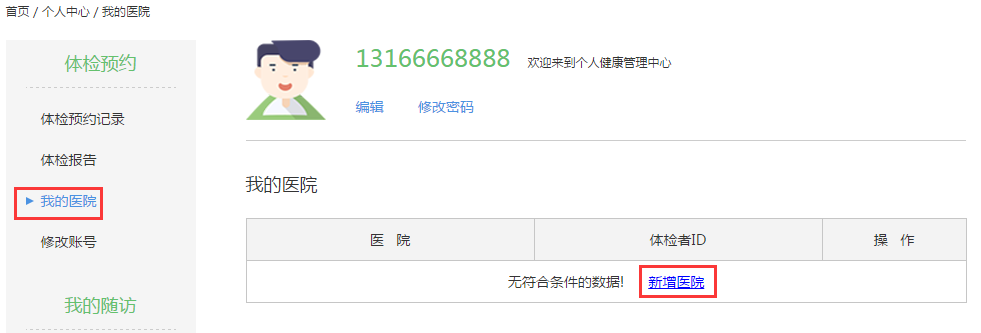 首页 / 个人中心 / 我的医院
体检预约
体检预约记录
体检报告
我的医院
修改账号
我的随访
13166668888 欢迎来到个人健康管理中心
编辑 修改密码
我的医院
医 院 体检者ID 操 作
无符合条件的数据! 新增医院